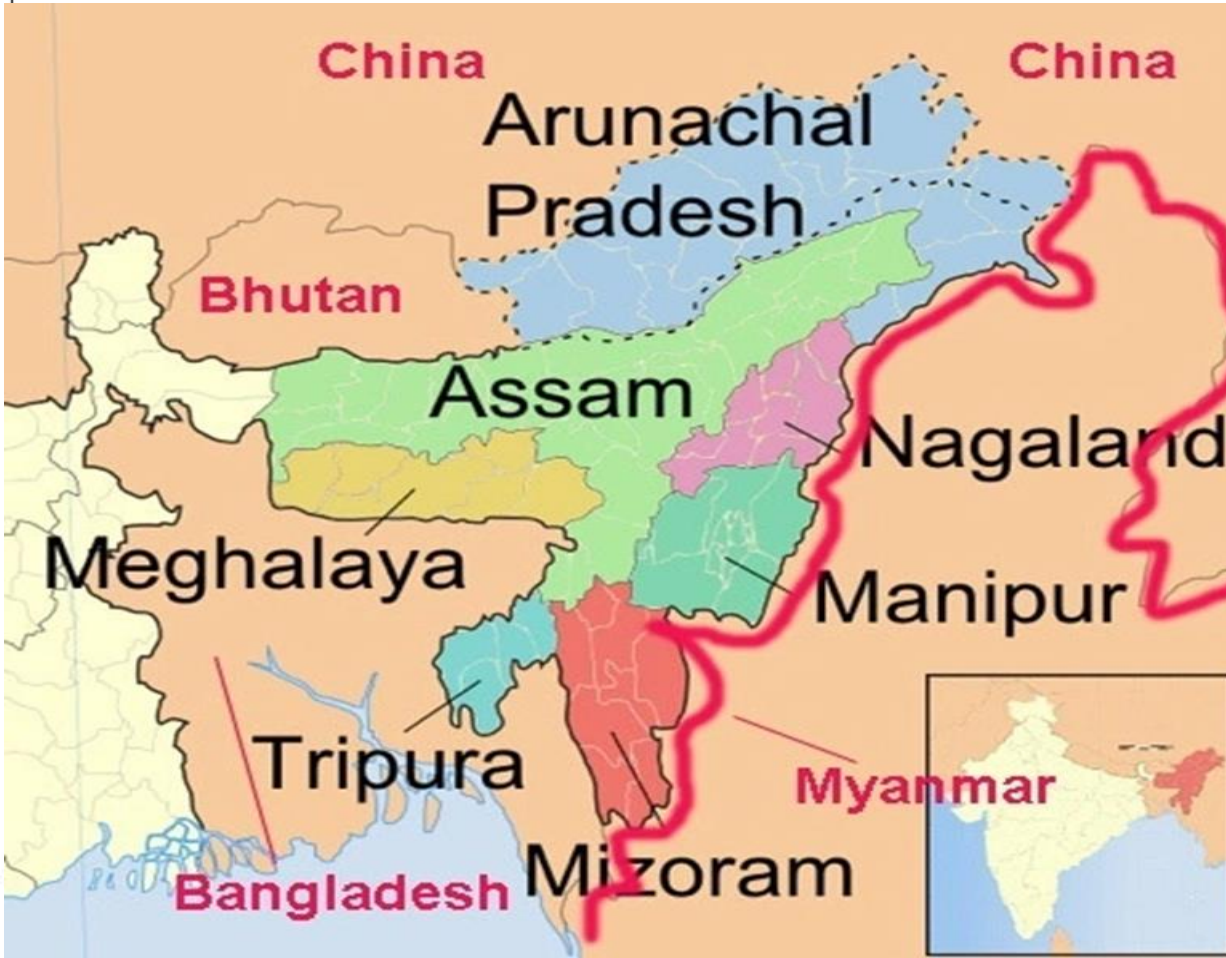 China
China
Arunachal
Pradesh
Bhutan
Assam
Nagaland
Meghalaya
Manipur
Tripura
Myanmar
Mizoram
Bangladesh